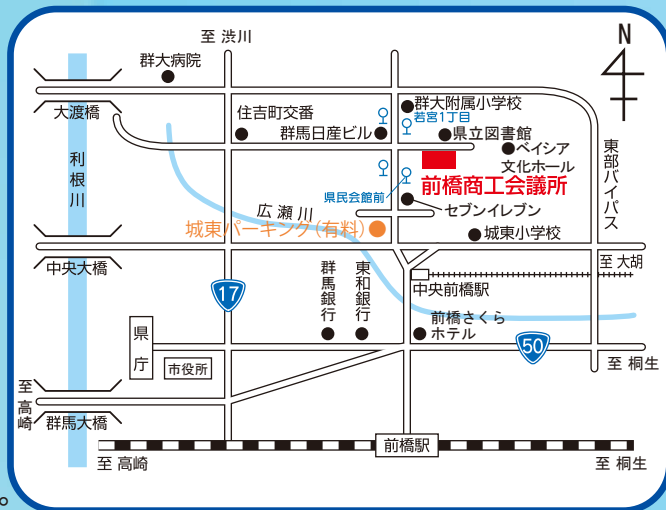 至 渋川
N
群大病院
群大附属小学校
若宮1丁目
大渡橋
住吉町交番
群馬日産ビル
県立図書館
ベイシア
文化ホール
東部バイパス
利根川
前橋商工会議所
県民会館前
セブンイレブン
広瀬川
城東パーキング(有料)
城東小学校
中央大橋
至 大胡
中央前橋駅
17
群馬銀行
東和銀行
前橋さくら
ホテル
50
県庁
市役所
至 桐生
至 高崎
群馬大橋
前橋駅
至 高崎
至 桐生
。